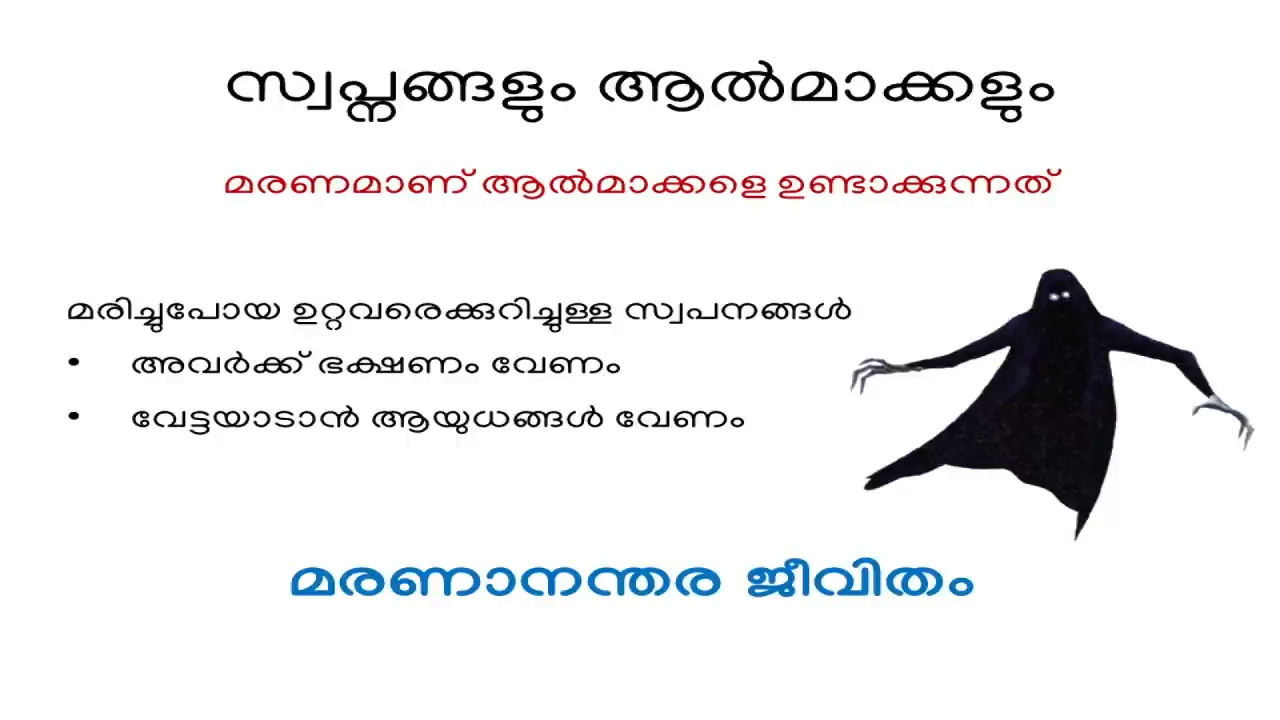 സ്വപ്നങ്ങളും ആൽമാക്കളും
മരണമാണ് ആൽമാക്കളെ ഉണ്ടാക്കുന്നത്
മരിച്ചുപോയ ഉറ്റവരെക്കുറിച്ചുള്ള സ്വപനങ്ങൾ
• അവർക്ക് ഭക്ഷണം വേണം
• വേട്ടയാടാൻ ആയുധങ്ങൾ വേണം
മരണാനന്തര ജീവിതം